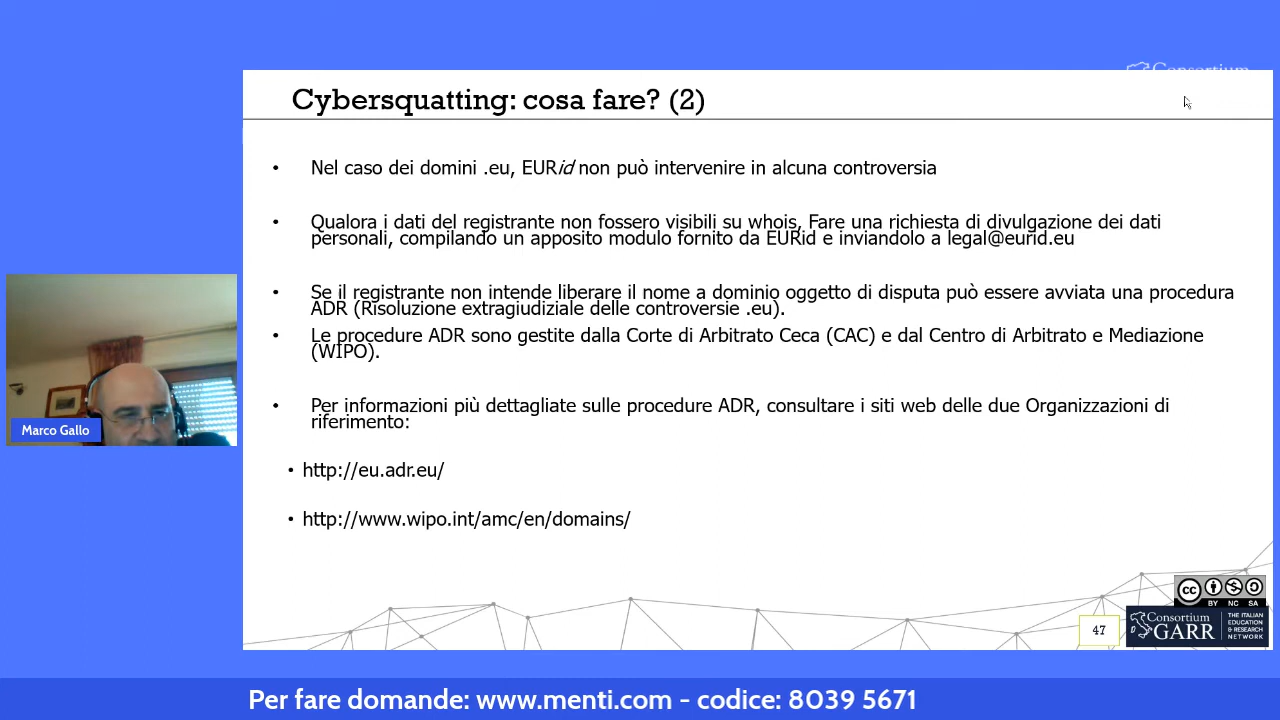 Consortium
Cybersquatting: cosa fare? (2)
• Nel caso dei domini .eu, EURid non può intervenire in alcuna controversia
• Qualora i dati del registrante non fossero visibili su whois, Fare una richiesta di divulgazione dei dati
personali, compilando un apposito modulo fornito da EURid e inviandolo a legal@eurid.eu
• Se il registrante non intende liberare il nome a dominio oggetto di disputa può essere avviata una procedura
ADR (Risoluzione extragiudiziale delle controversie .eu).
• Le procedure ADR sono gestite dalla Corte di Arbitrato Ceca (CAC) e dal Centro di Arbitrato e Mediazione
(WIPO).
• Per informazioni più dettagliate sulle procedure ADR, consultare i siti web delle due Organizzazioni di
riferimento:
• http://eu.adr.eu/
• http://www.wipo.int/amc/en/domains/
Marco Gallo
cc
BY NC SA
47
Consortium
GARR
THE ITALIAN
EDUCATION
& RESEARCH
NETWORK
Per fare domande: www.menti.com - codice: 8039 5671